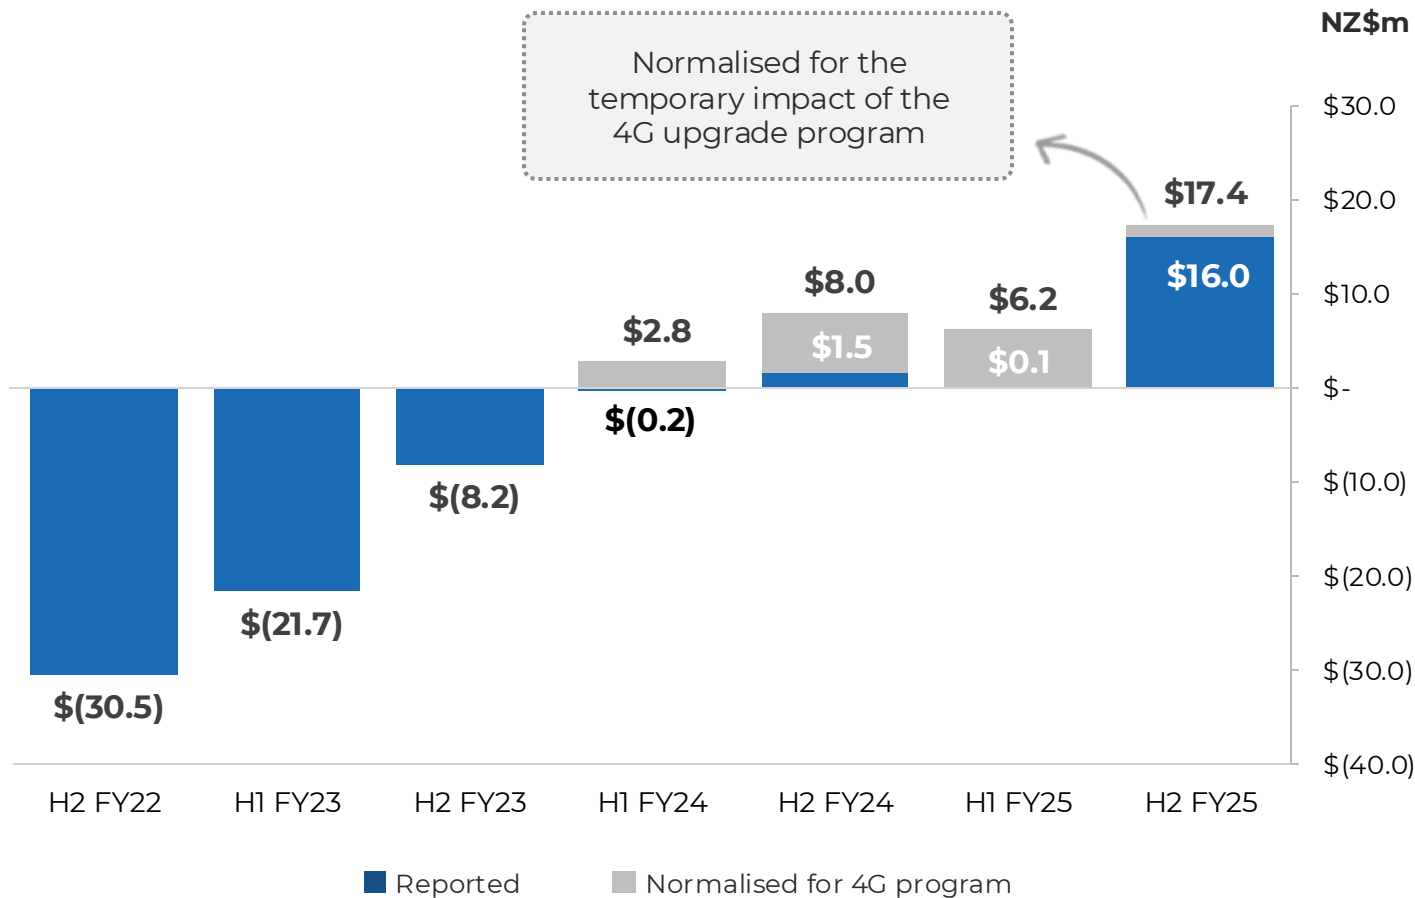 NZ$m
Normalised for the
temporary impact of the
4G upgrade program
$30.0
$20.0
$10.0
$-
$(10.0)
$(20.0)
$(30.0)
$(40.0)
$(30.5)
$(21.7)
$(8.2)
$2.8
$(0.2)
$8.0
$1.5
$6.2
$0.1
$17.4
$16.0
H2 FY22
H1 FY23
H2 FY23
H1 FY24
H2 FY24
H1 FY25
H2 FY25
Reported
Normalised for 4G program